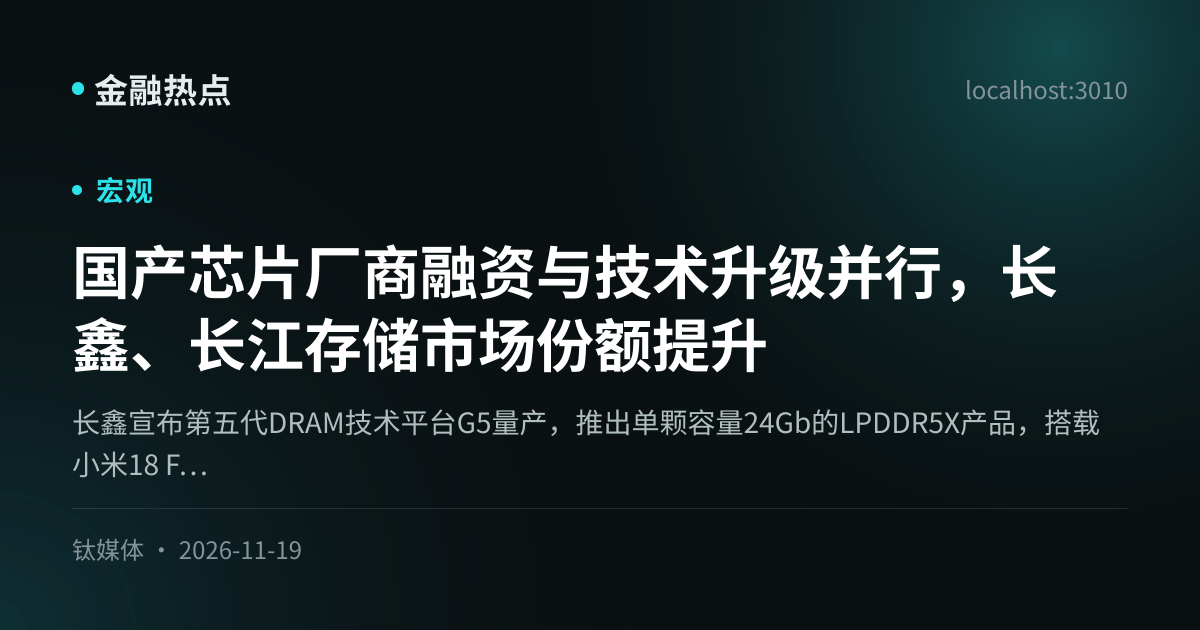 金融热点
localhost:3010
宏观
国产芯片厂商融资与技术升级并行，长
鑫、长江存储市场份额提升
长鑫宣布第五代DRAM技术平台G5量产，推出单颗容量24Gb的LPDDR5X产品，搭载
小米18 F…
钛媒体 · 2026-11-19